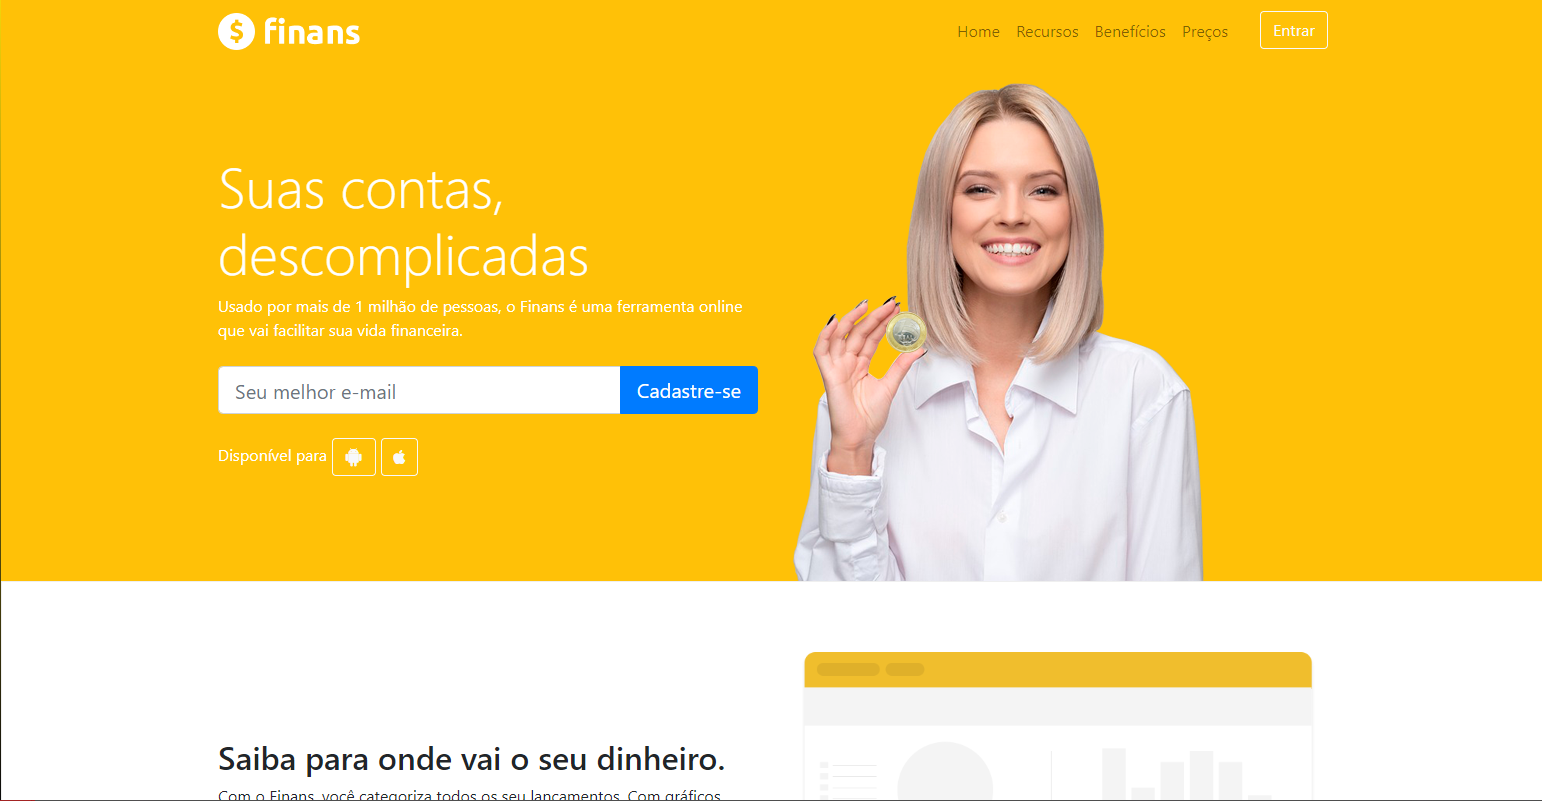 finans
Home Recursos Benefícios Preços Entrar
Suas contas,
descomplicadas
Usado por mais de 1 milhão de pessoas, o Finans é uma ferramenta online
que vai facilitar sua vida financeira.
Seu melhor e-mail Cadastre-se
Disponível para
Saiba para onde vai o seu dinheiro.
Com o Finans, você categoriza todos os seu lançamentos. Com gráficos